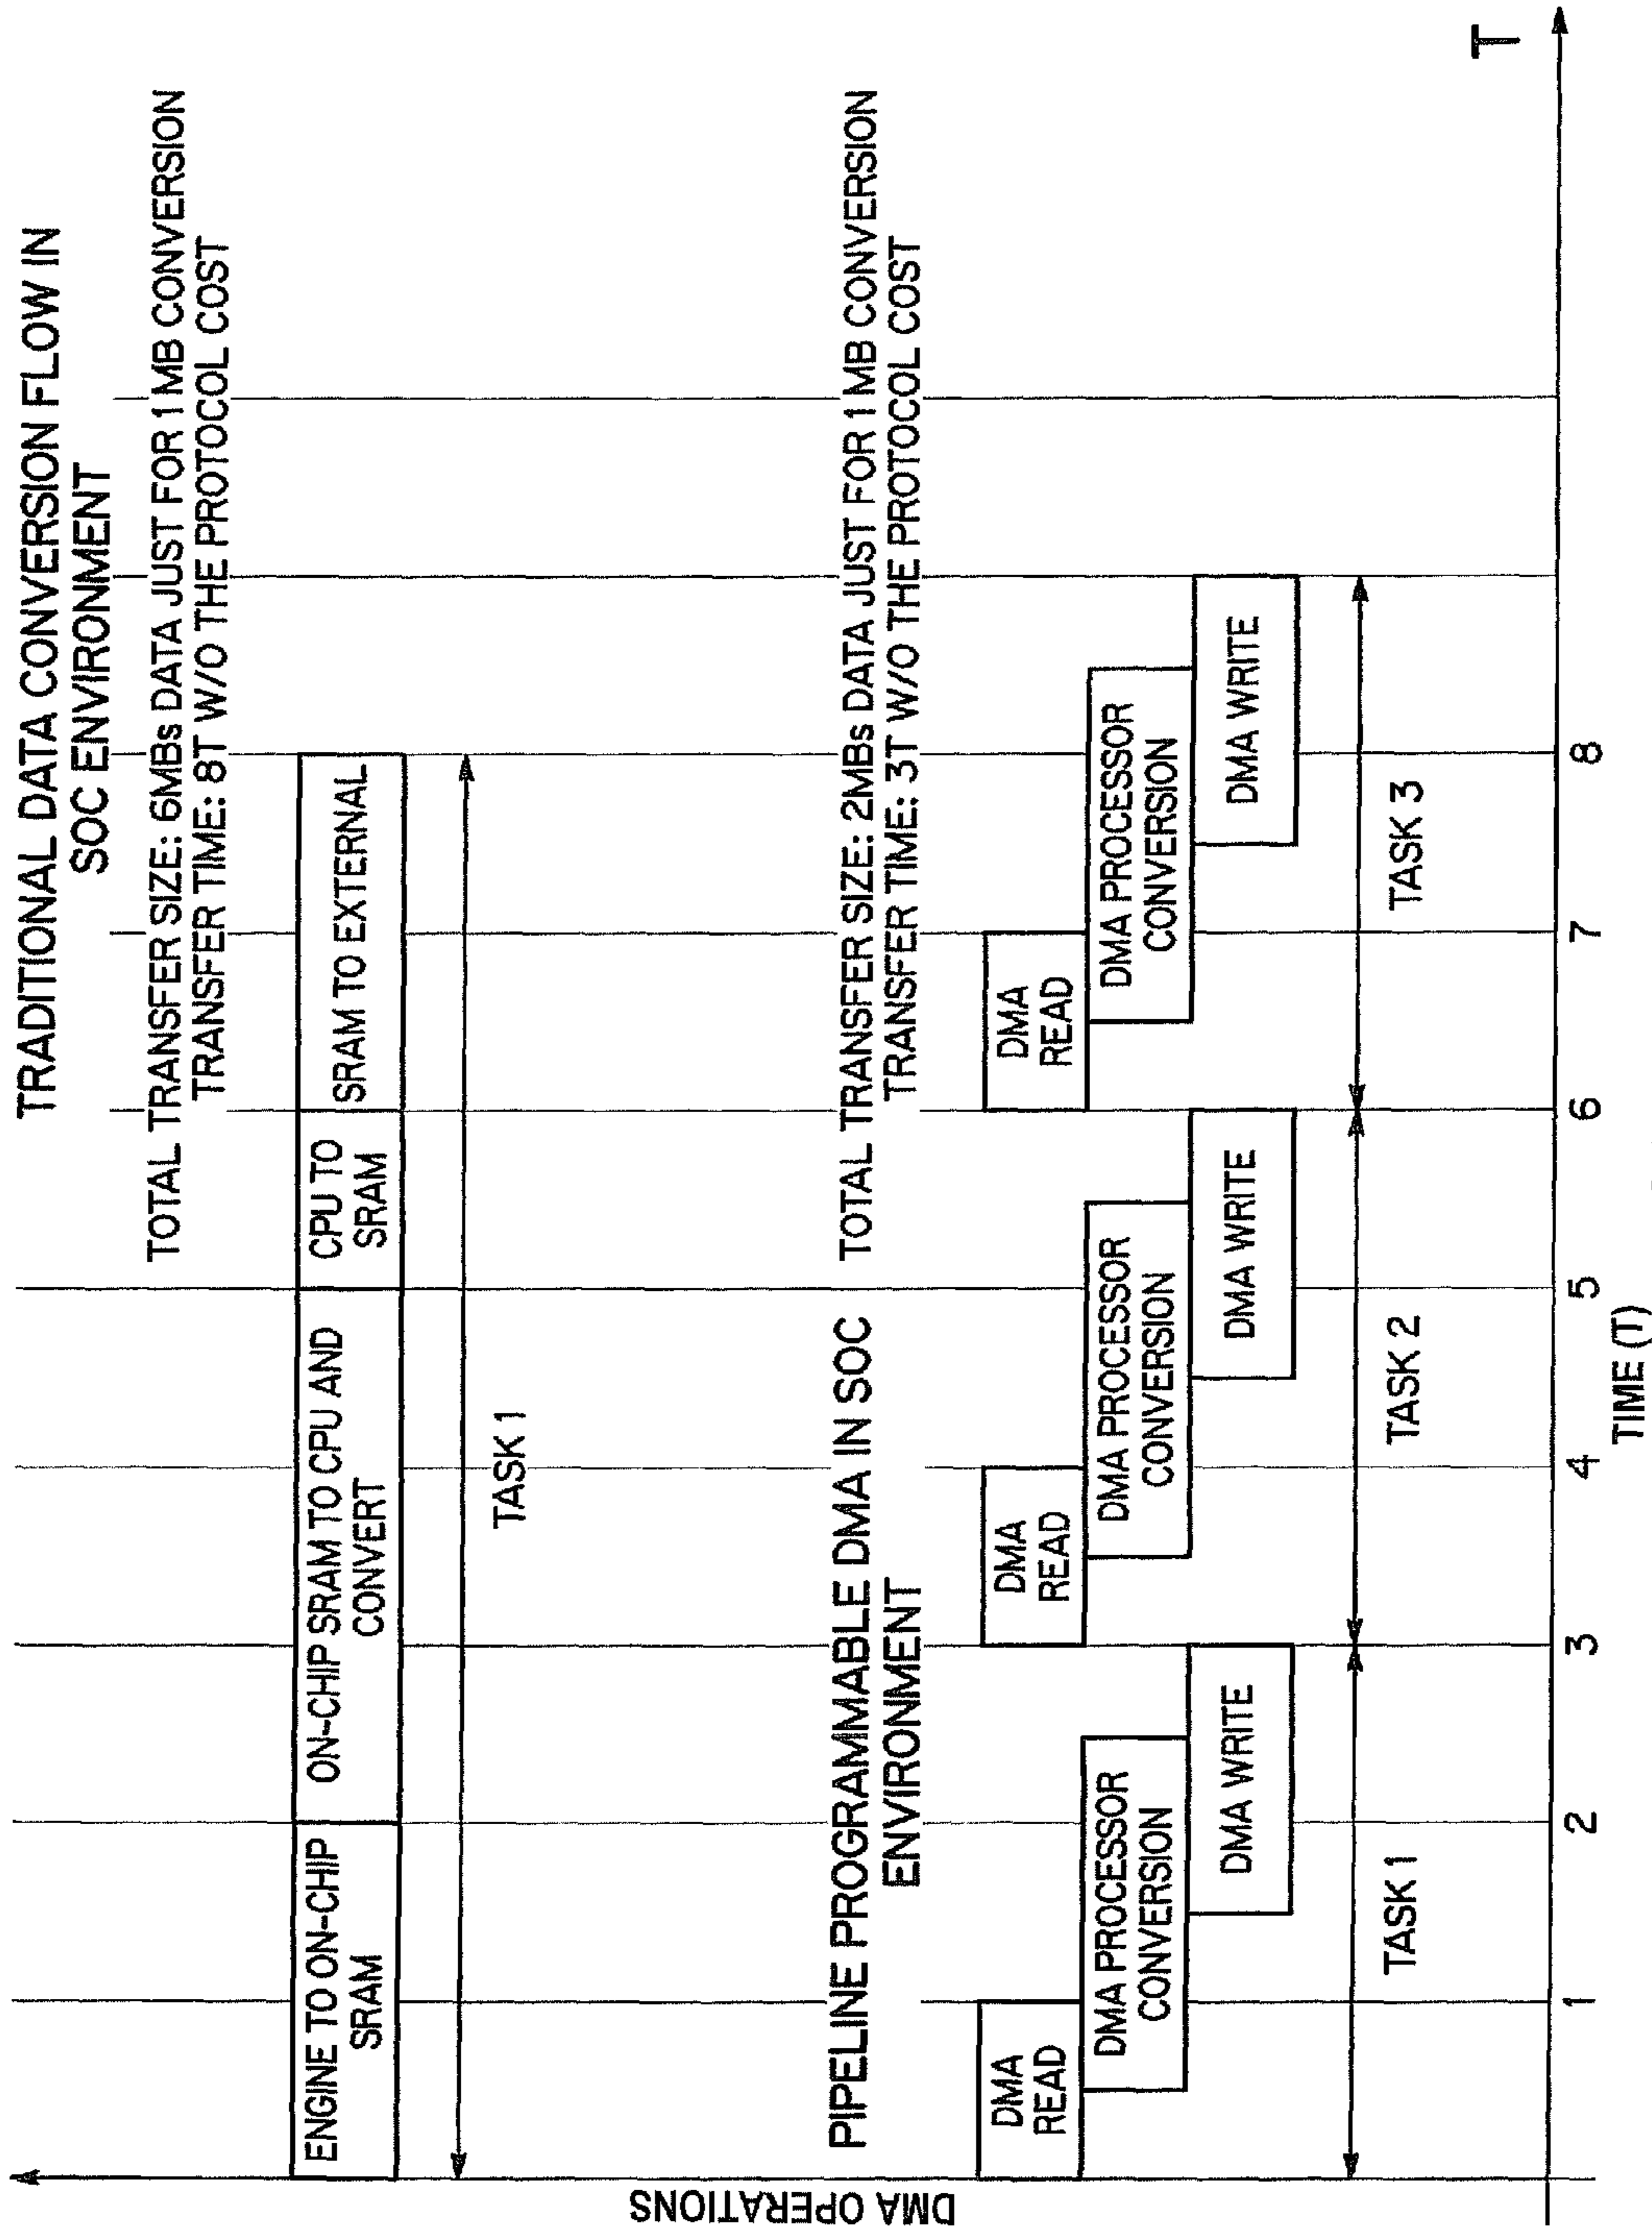 TRADITIONAL DATA CONVERSION FLOW IN
SOC ENVIRONMENT
TOTAL TRANSFER SIZE: 6MBs DATA JUST FOR 1 MB CONVERSION
TRANSFER TIME: 8T W/O THE PROTOCOL COST
ENGINE TO ON-CHIP
SRAM
ON-CHIP SRAM TO CPU AND
CONVERT
CPU TO
SRAM
SRAM TO EXTERNAL
TASK 1
PIPELINE PROGRAMMABLE DMA IN SOC
ENVIRONMENT
TOTAL TRANSFER SIZE: 2MBs DATA JUST FOR 1 MB CONVERSION
TRANSFER TIME: 3T W/O THE PROTOCOL COST
DMA
READ
DMA PROCESSOR
CONVERSION
DMA WRITE
TASK 1
DMA
READ
DMA PROCESSOR
CONVERSION
DMA WRITE
TASK 2
DMA
READ
DMA PROCESSOR
CONVERSION
DMA WRITE
TASK 3
DMA OPERATIONS
T
1 2 3 4 5 6 7 8
TIME (T)